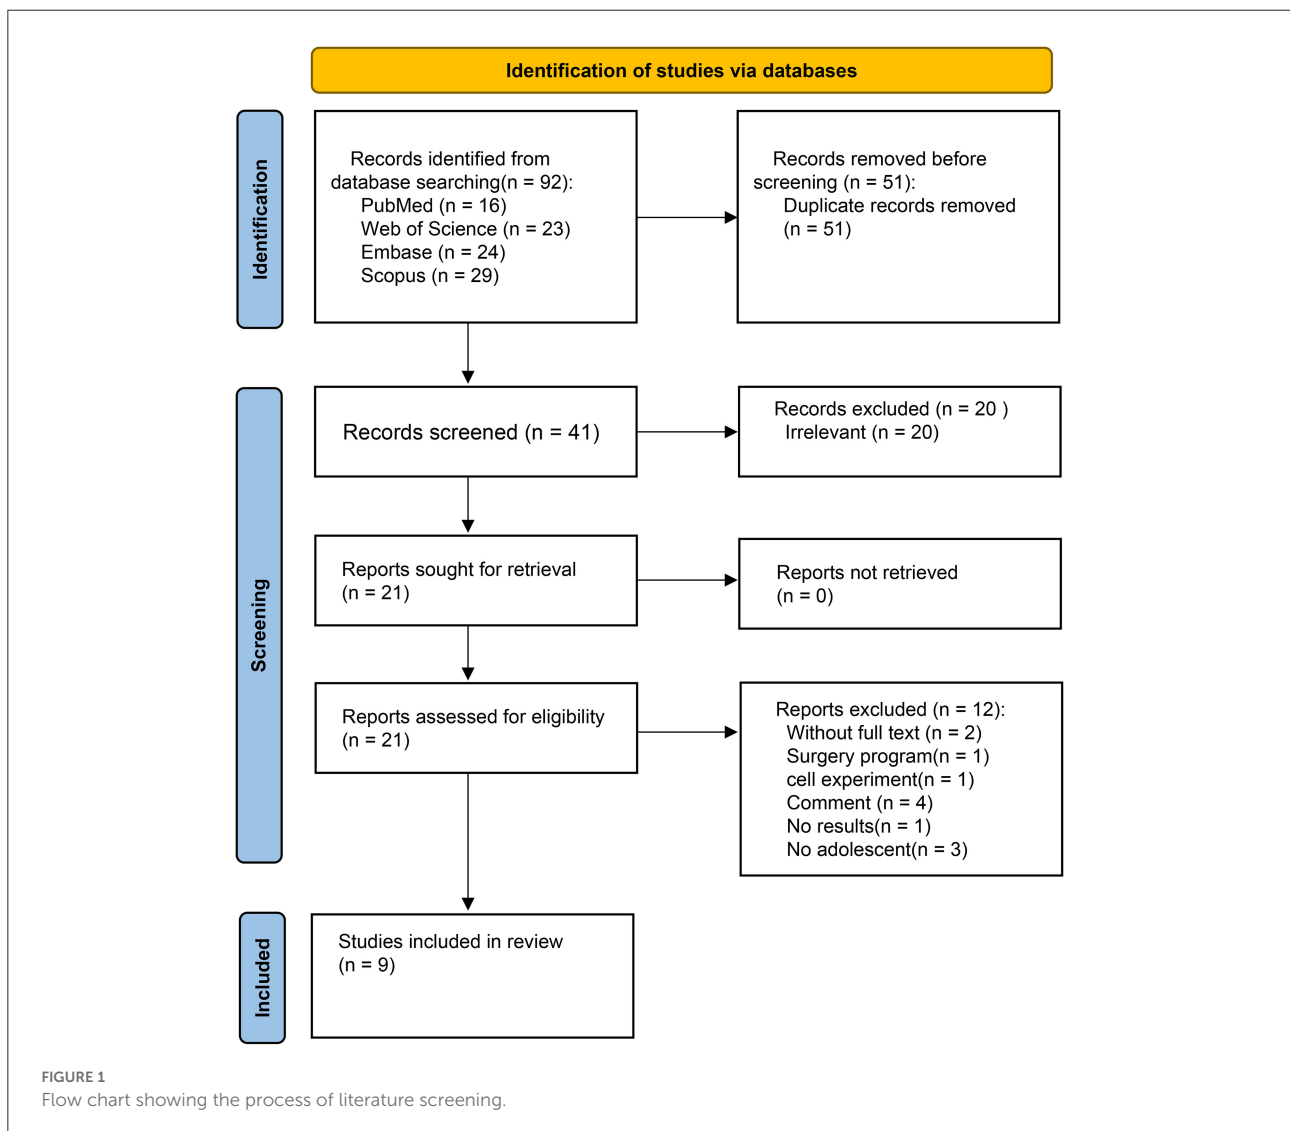 Identification of studies via databases
Identification
Records identified from
database searching(n = 92):
PubMed (n = 16)
Web of Science (n = 23)
Embase (n = 24)
Scopus (n = 29)
Records removed before
screening (n = 51):
Duplicate records removed
(n = 51)
Screening
Records screened (n = 41)
Records excluded (n = 20 )
Irrelevant (n = 20)
Reports sought for retrieval
(n = 21)
Reports not retrieved
(n = 0)
Reports assessed for eligibility
(n = 21)
Reports excluded (n = 12):
Without full text (n = 2)
Surgery program(n = 1)
cell experiment(n = 1)
Comment (n = 4)
No results(n = 1)
No adolescent(n = 3)
Included
Studies included in review
(n = 9)
FIGURE 1
Flow chart showing the process of literature screening.